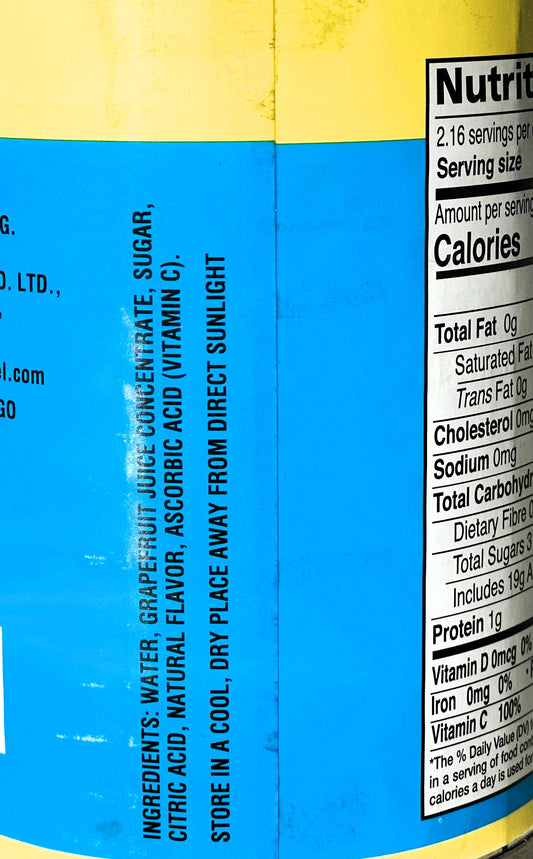 G.
O. LTD.,
el.com
GO
INGREDIENTS: WATER, GRAPEFRUIT JUICE CONCENTRATE, SUGAR,
CITRIC ACID, NATURAL FLAVOR, ASCORBIC ACID (VITAMIN C).
STORE IN A COOL, DRY PLACE AWAY FROM DIRECT SUNLIGHT
Nutrit
2.16 servings per
Serving size
Amount per serving
Calories
Total Fat 0g
Saturated Fat
Trans Fat 0g
Cholesterol 0mg
Sodium 0mg
Total Carbohydr
Dietary Fibre 0
Total Sugars 3
Includes 19g A
Protein 1g
Vitamin D 0mcg 0%
Iron 0mg 0% •
Vitamin C 100%
*The % Daily Value (DV) t
in a serving of food con
calories a day is used for